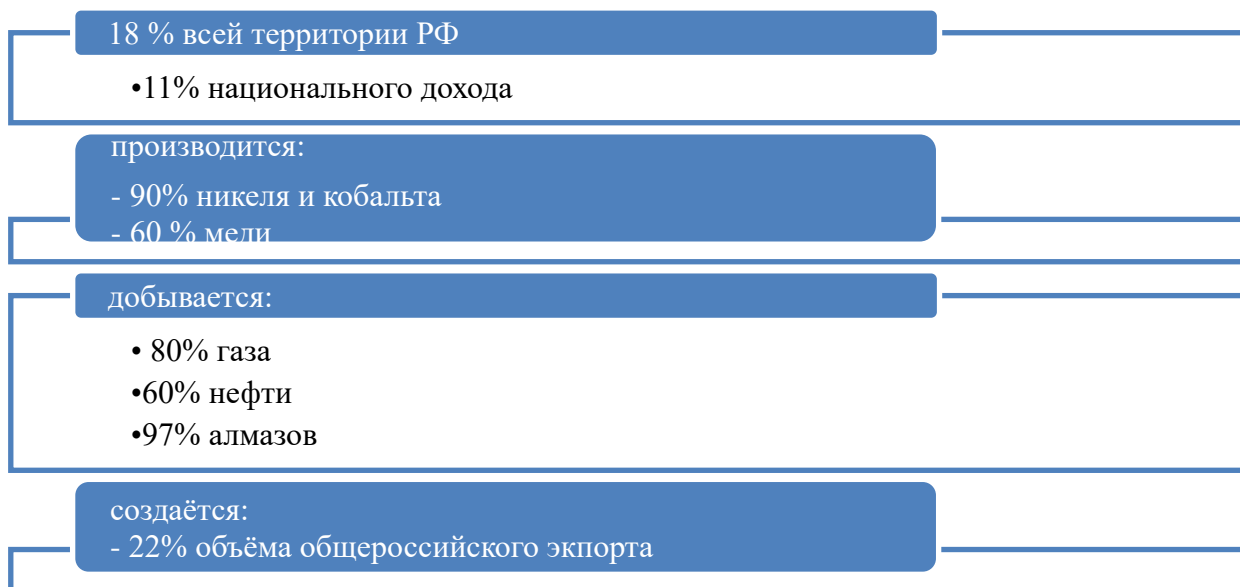 18 % всей территории РФ
•11% национального дохода
производится:
- 90% никеля и кобальта
- 60 % меди
добывается:
• 80% газа
•60% нефти
•97% алмазов
создаётся:
- 22% объёма общероссийского экпорта